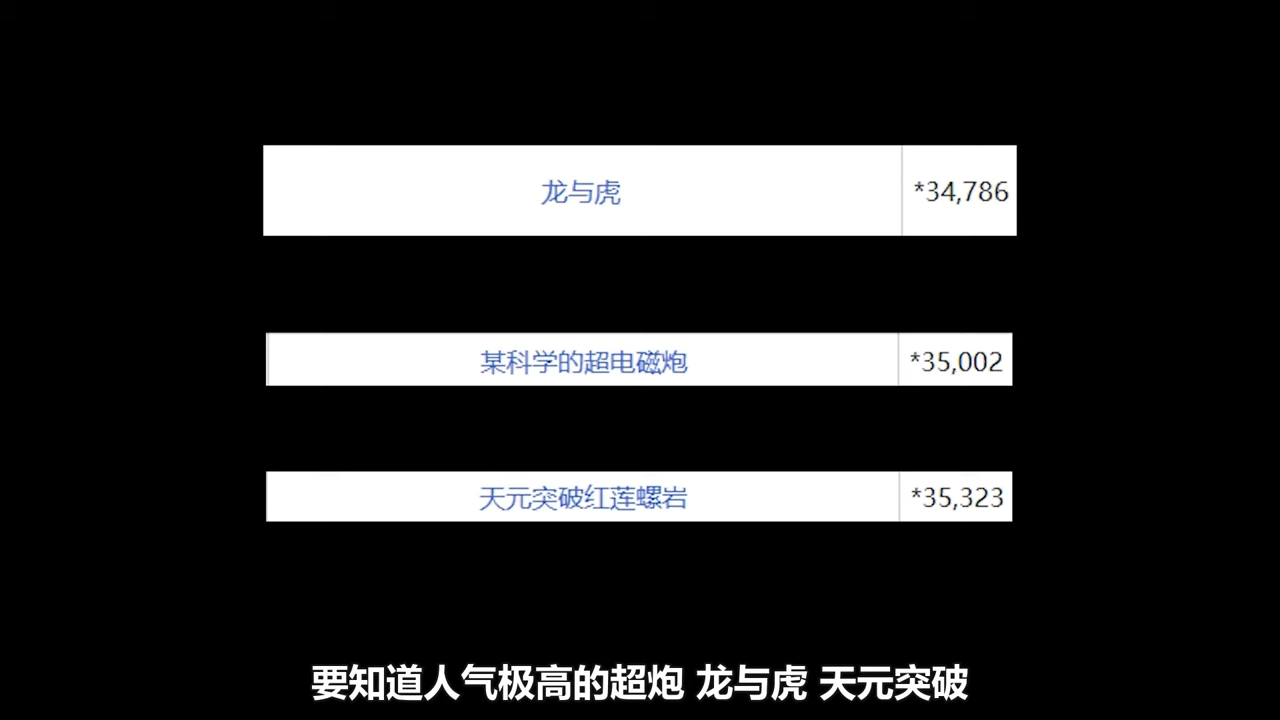 龙与虎 *34,786
某科学的超电磁炮 *35,002
天元突破红莲螺岩 *35,323
要知道人气极高的超炮 龙与虎 天元突破